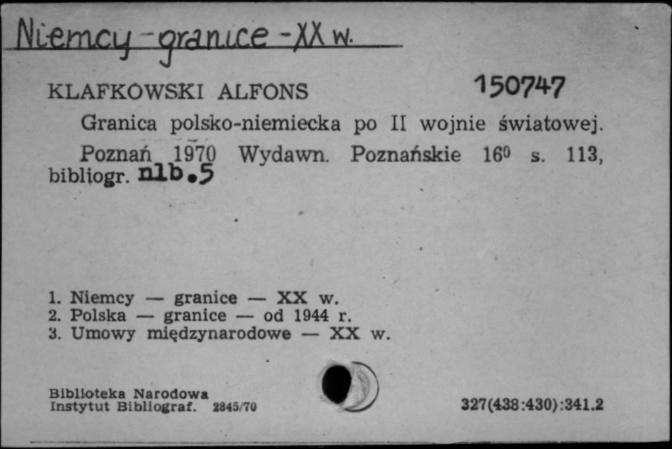 Niemcy - granice - XX w.
KLAFKOWSKI ALFONS 150747
Granica polsko-niemiecka po II wojnie światowej.
Poznań 1970 Wydawn. Poznańskie 16⁰ s. 113,
bibliogr. nlb.5
1. Niemcy — granice — XX w.
2. Polska — granice — od 1944 r.
3. Umowy międzynarodowe — XX w.
Biblioteka Narodowa
Instytut Bibliograf. 2845/70 327(438:430):341.2